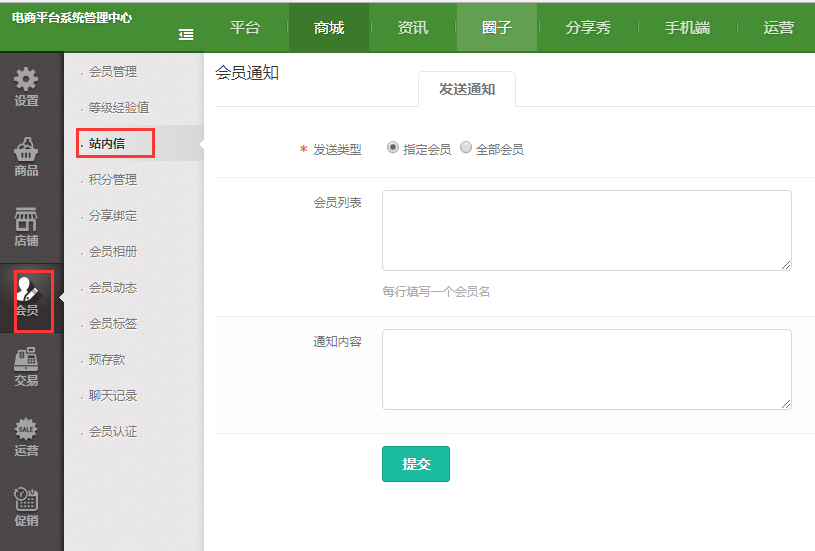 电商平台系统管理中心
平台 商城 资讯 圈子 分享秀 手机端 运营
设置
商品
店铺
会员
交易
SALE
运营
促销
会员管理
等级经验值
站内信
积分管理
分享绑定
会员相册
会员动态
会员标签
预存款
聊天记录
会员认证
会员通知
发送通知
* 发送类型 指定会员 全部会员
会员列表
每行填写一个会员名
通知内容
提交